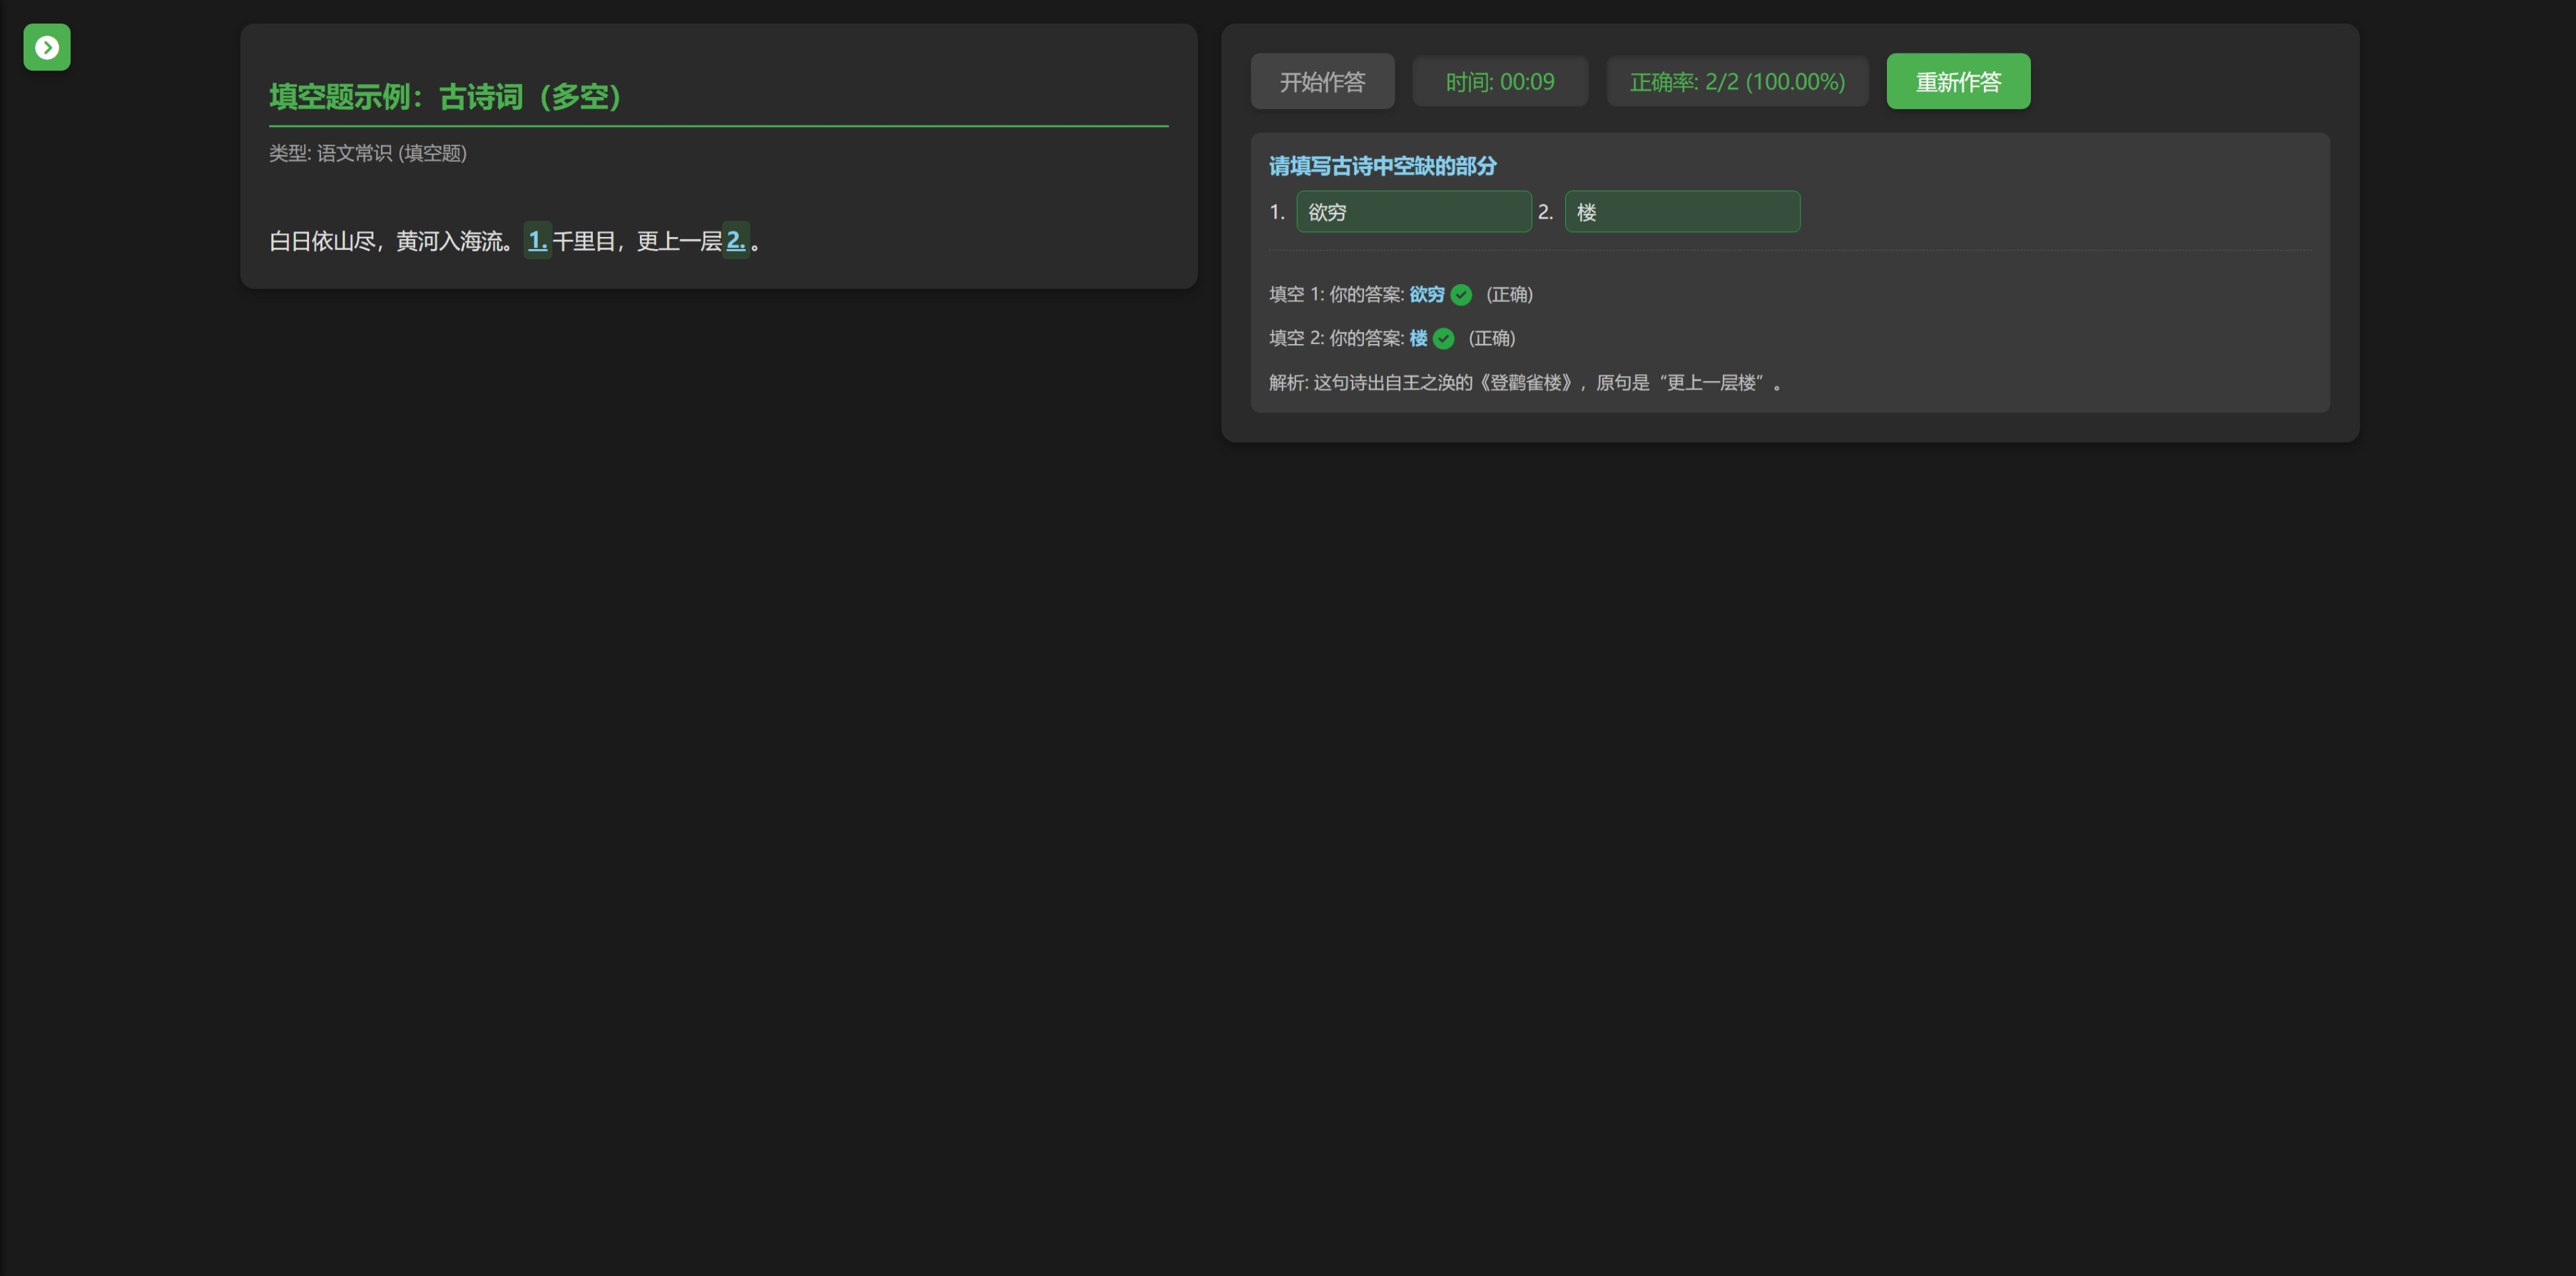 填空题示例：古诗词（多空）
类型: 语文常识 (填空题)
白日依山尽，黄河入海流。 1. 千里目，更上一层 2. 。
开始作答
时间: 00:09
正确率: 2/2 (100.00%)
重新作答
请填写古诗中空缺的部分
1. 欲穷 2. 楼
填空 1: 你的答案: 欲穷 (正确)
填空 2: 你的答案: 楼 (正确)
解析: 这句诗出自王之涣的《登鹳雀楼》，原句是“更上一层楼”。